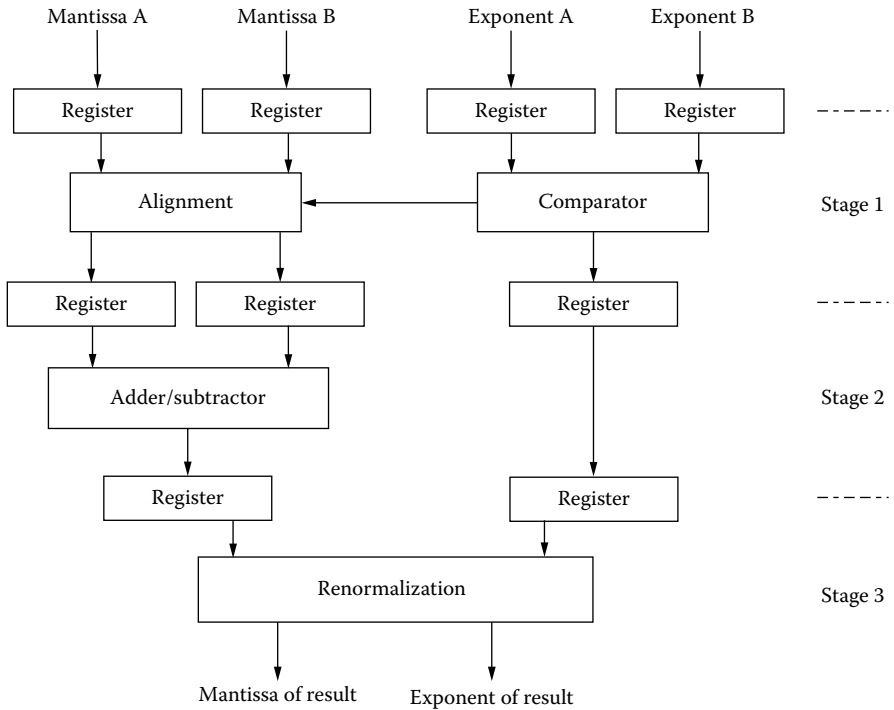 Mantissa A
Mantissa B
Exponent A
Exponent B
Register
Register
Register
Register
Alignment
Comparator
Stage 1
Register
Register
Register
Adder/subtractor
Stage 2
Register
Register
Renormalization
Stage 3
Mantissa of result
Exponent of result